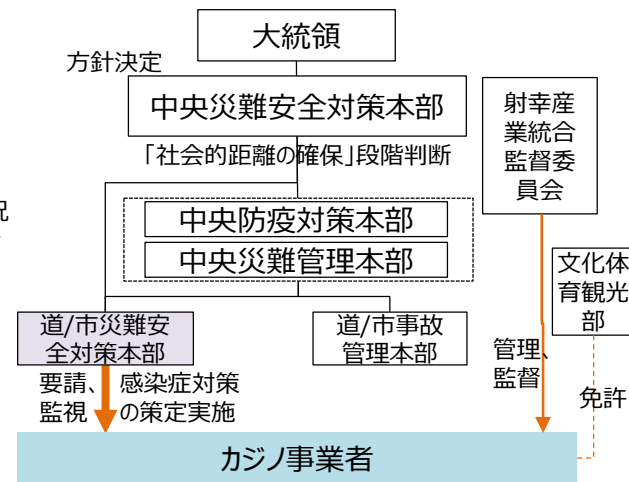 大統領
方針決定
中央災難安全対策本部
「社会的距離の確保」段階判断
射幸産
業統合
監督委
員会
況
中央防疫対策本部
中央災難管理本部
文化体
育観光
部
道/市災難安
全対策本部
道/市事故
管理本部
要請、
監視
感染症対策
の策定実施
管理、
監督
免許
カジノ事業者